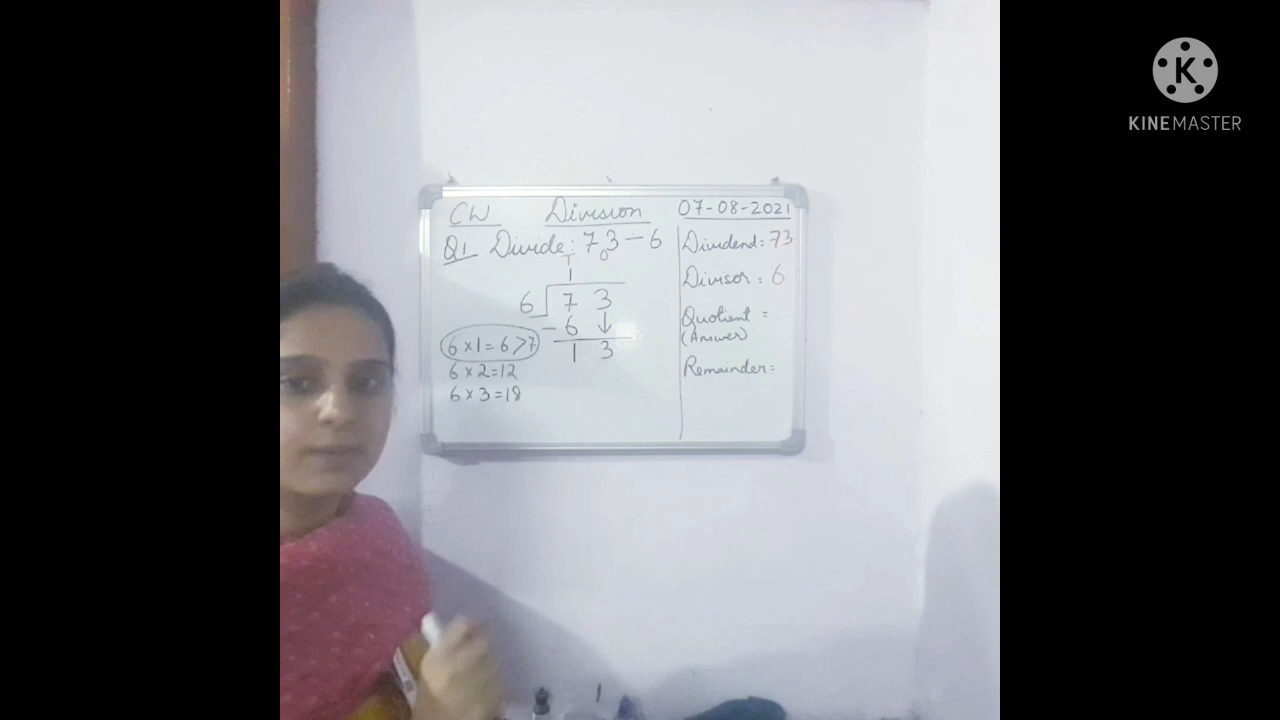 CW Division 07-08-2021
Q1 Divide: 73÷6
T O
1
6 7 3
- 6 ↓
1 3
6×1=6>7
6×2=12
6×3=18
Dividend=73
Divisor=6
Quotient=
(Answer)
Remainder=
K
KINEMASTER